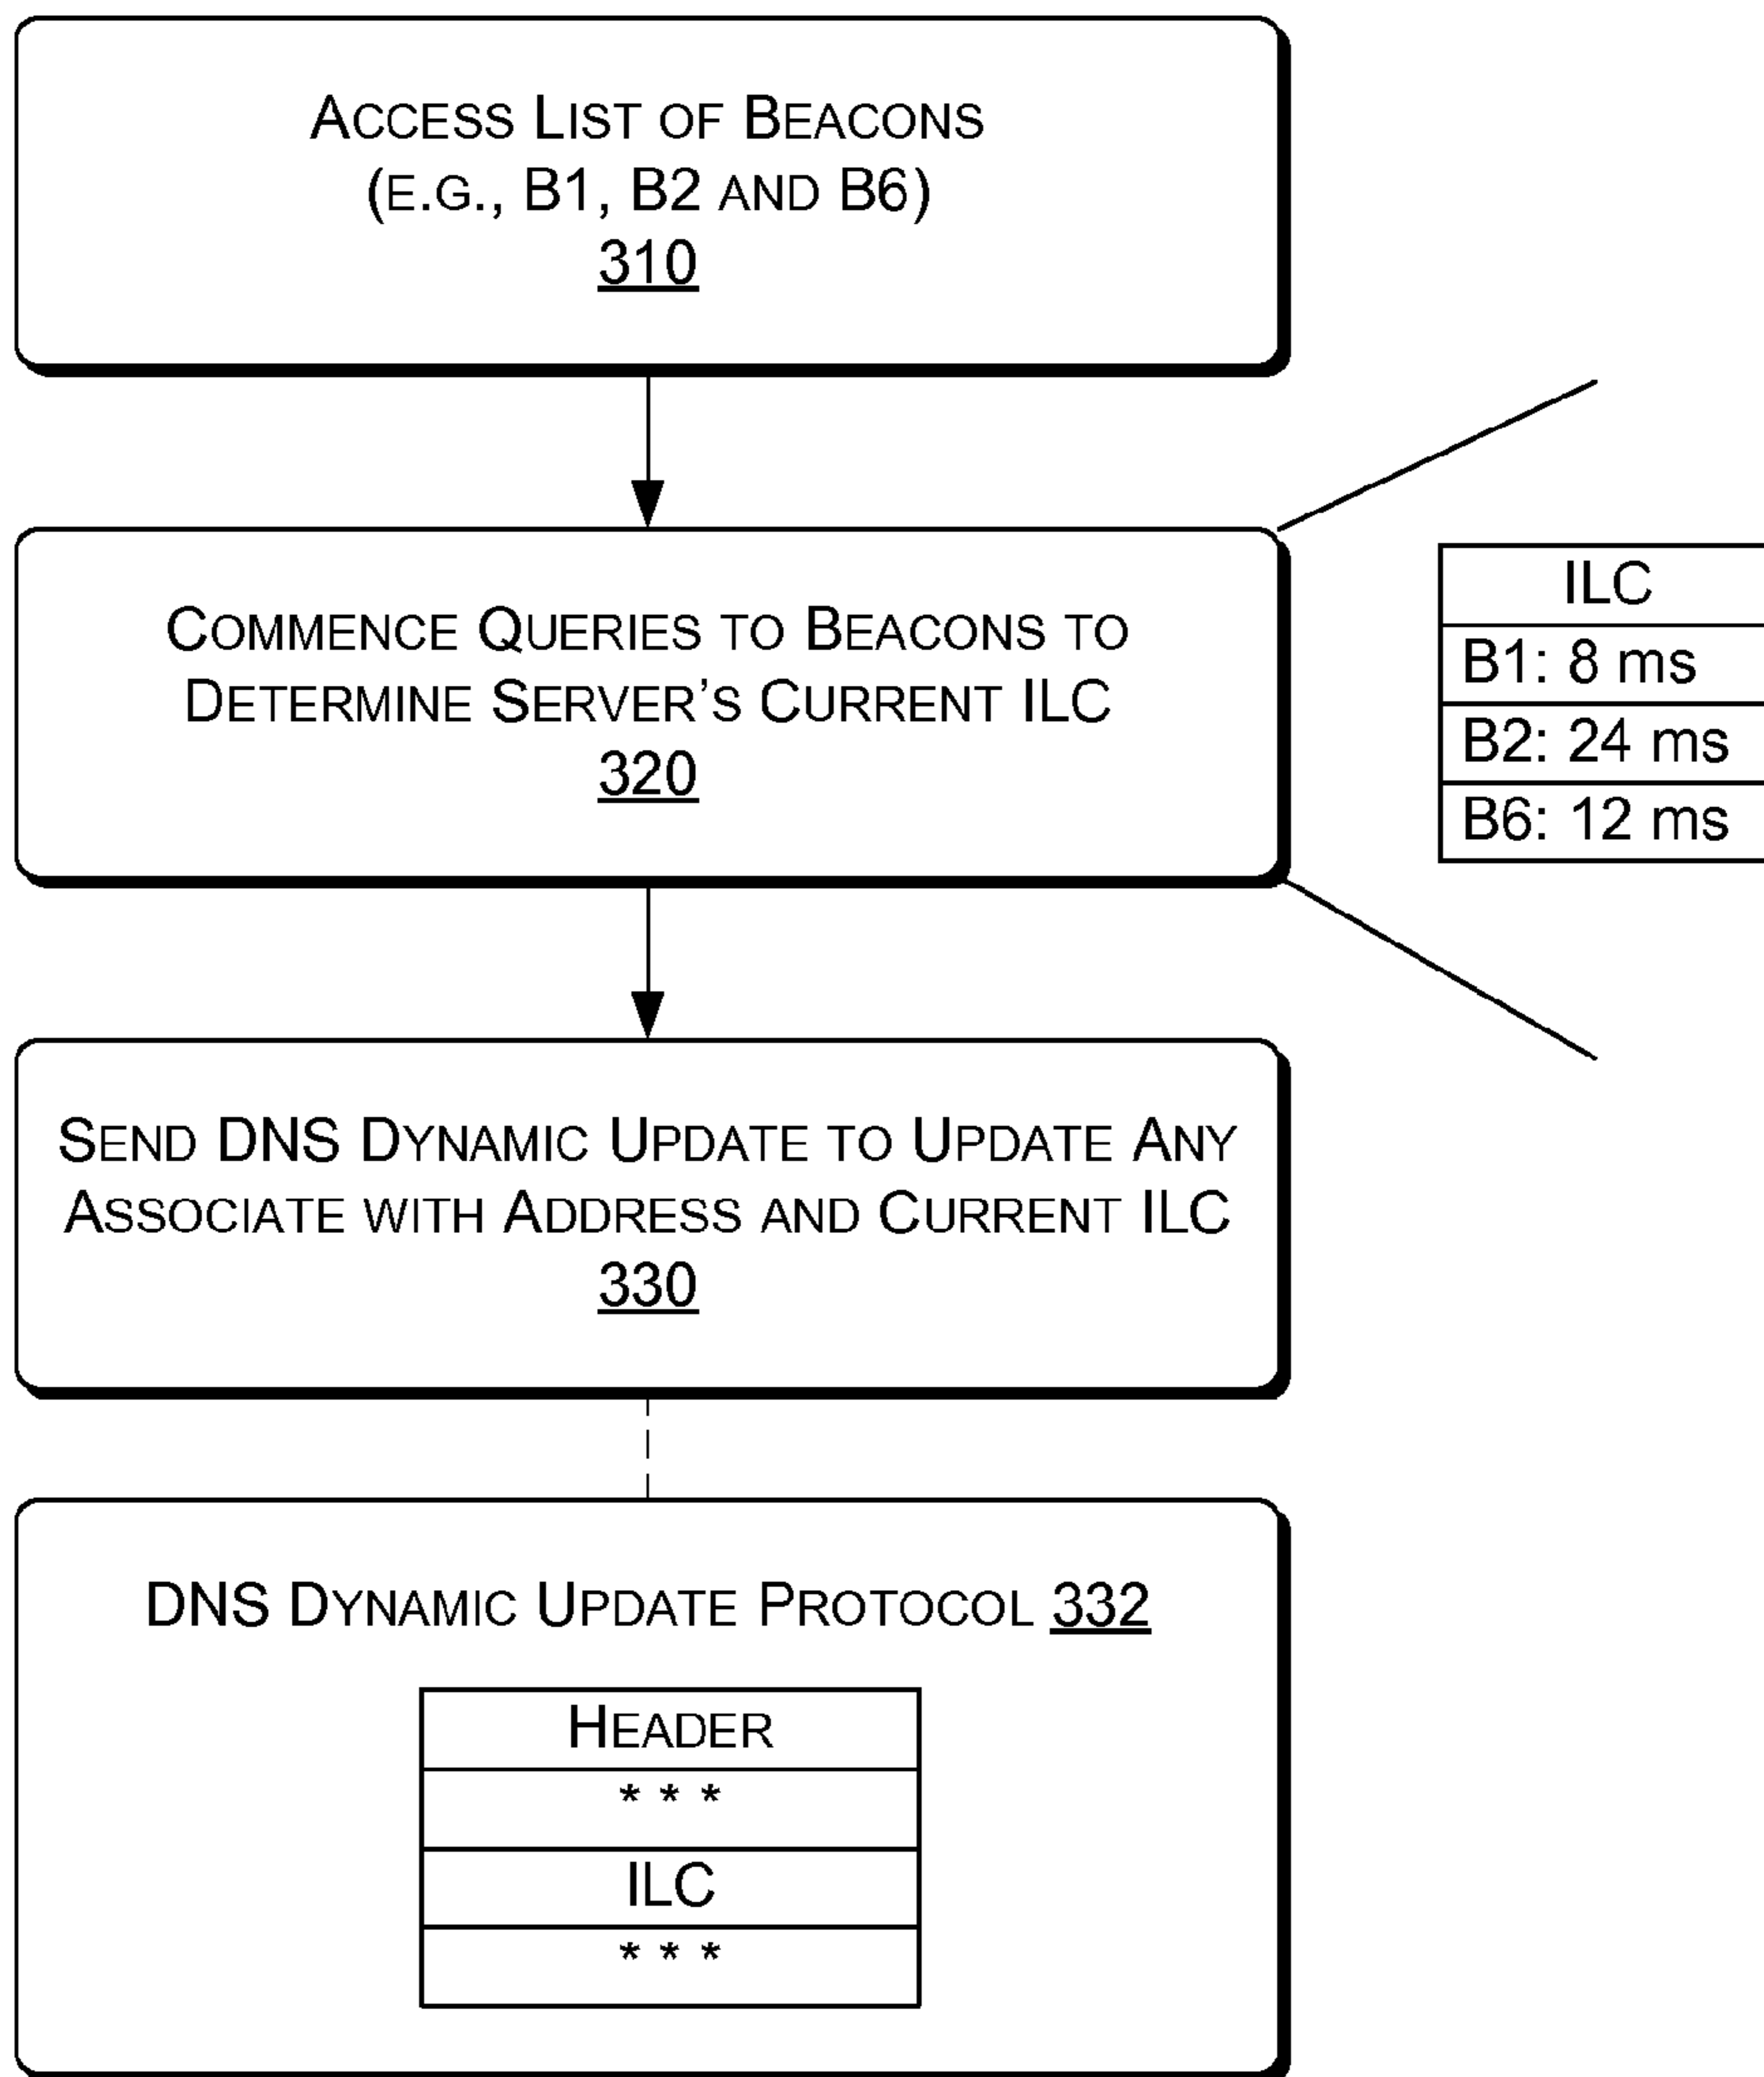 ACCESS LIST OF BEACONS
(E.G., B1, B2 AND B6)
310
COMMENCE QUERIES TO BEACONS TO
DETERMINE SERVER'S CURRENT ILC
320
ILC
B1: 8 ms
B2: 24 ms
B6: 12 ms
SEND DNS DYNAMIC UPDATE TO UPDATE ANY
ASSOCIATE WITH ADDRESS AND CURRENT ILC
330
DNS DYNAMIC UPDATE PROTOCOL 332
HEADER
* * *
ILC
* * *